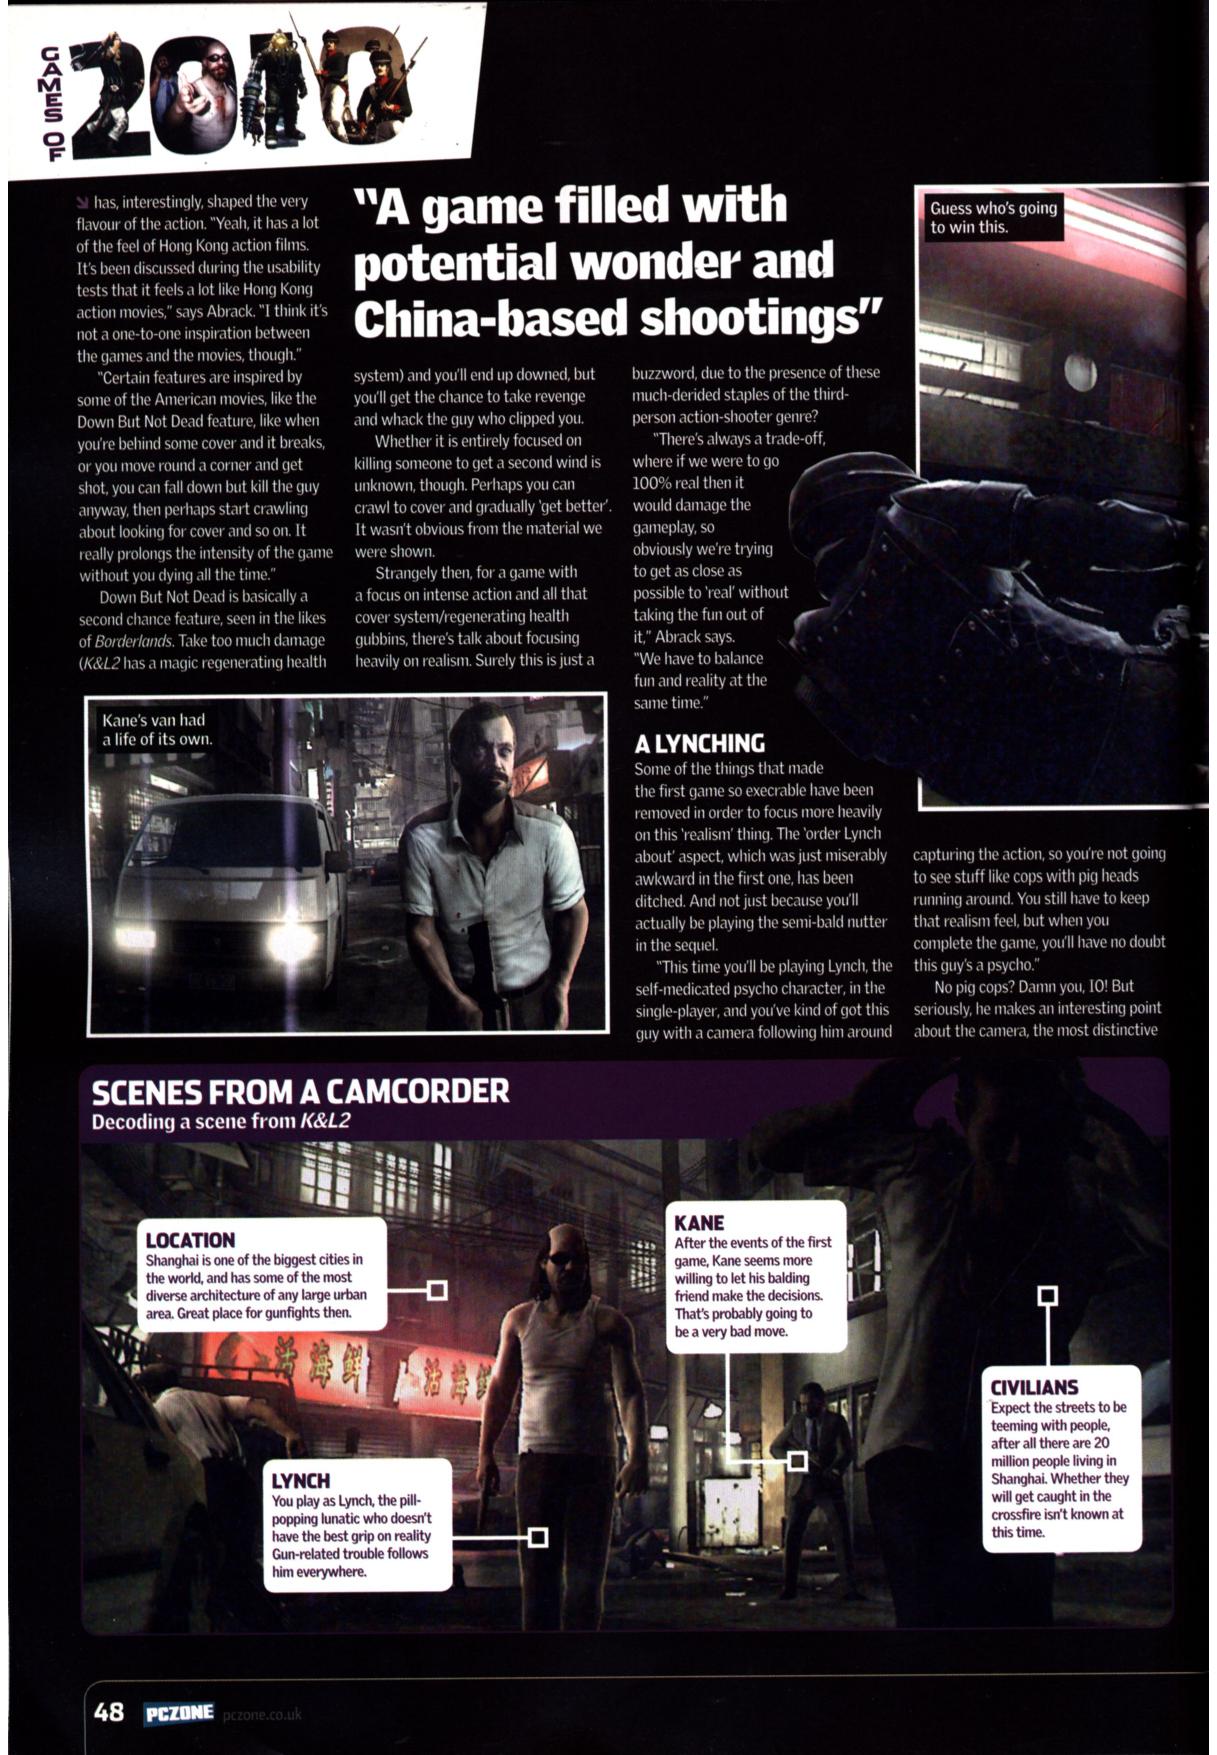 GAMES OF
2010
has, interestingly, shaped the very
flavour of the action. "Yeah, it has a lot
of the feel of Hong Kong action films.
It's been discussed during the usability
tests that it feels a lot like Hong Kong
action movies," says Abrack. "I think it's
not a one-to-one inspiration between
the games and the movies, though."
"Certain features are inspired by
some of the American movies, like the
Down But Not Dead feature, like when
you're behind some cover and it breaks,
or you move round a corner and get
shot, you can fall down but kill the guy
anyway, then perhaps start crawling
about looking for cover and so on. It
really prolongs the intensity of the game
without you dying all the time."
Down But Not Dead is basically a
second chance feature, seen in the likes
of Borderlands. Take too much damage
(K&L2 has a magic regenerating health
"A game filled with
potential wonder and
China-based shootings"
system) and you'll end up downed, but
you'll get the chance to take revenge
and whack the guy who clipped you.
Whether it is entirely focused on
killing someone to get a second wind is
unknown, though. Perhaps you can
crawl to cover and gradually 'get better'.
It wasn't obvious from the material we
were shown.
Strangely then, for a game with
a focus on intense action and all that
cover system/regenerating health
gubbins, there's talk about focusing
heavily on realism. Surely this is just a
buzzword, due to the presence of these
much-derided staples of the third-
person action-shooter genre?
"There's always a trade-off,
where if we were to go
100% real then it
would damage the
gameplay, so
obviously we're trying
to get as close as
possible to 'real' without
taking the fun out of
it," Abrack says.
"We have to balance
fun and reality at the
same time."
A LYNCHING
Some of the things that made
the first game so execrable have been
removed in order to focus more heavily
on this 'realism' thing. The 'order Lynch
about' aspect, which was just miserably
awkward in the first one, has been
ditched. And not just because you'll
actually be playing the semi-bald nutter
in the sequel.
"This time you'll be playing Lynch, the
self-medicated psycho character, in the
single-player, and you've kind of got this
guy with a camera following him around
Guess who's going
to win this.
capturing the action, so you're not going
to see stuff like cops with pig heads
running around. You still have to keep
that realism feel, but when you
complete the game, you'll have no doubt
this guy's a psycho."
No pig cops? Damn you, IO! But
seriously, he makes an interesting point
about the camera, the most distinctive
Kane's van had
a life of its own.
SCENES FROM A CAMCORDER
Decoding a scene from K&L2
LOCATION
Shanghai is one of the biggest cities in
the world, and has some of the most
diverse architecture of any large urban
area. Great place for gunfights then.
活海鲜
活海鲜
LYNCH
You play as Lynch, the pill-
popping lunatic who doesn't
have the best grip on reality
Gun-related trouble follows
him everywhere.
KANE
After the events of the first
game, Kane seems more
willing to let his balding
friend make the decisions.
That's probably going to
be a very bad move.
CIVILIANS
Expect the streets to be
teeming with people,
after all there are 20
million people living in
Shanghai. Whether they
will get caught in the
crossfire isn't known at
this time.
48 PCZONE pczone.co.uk